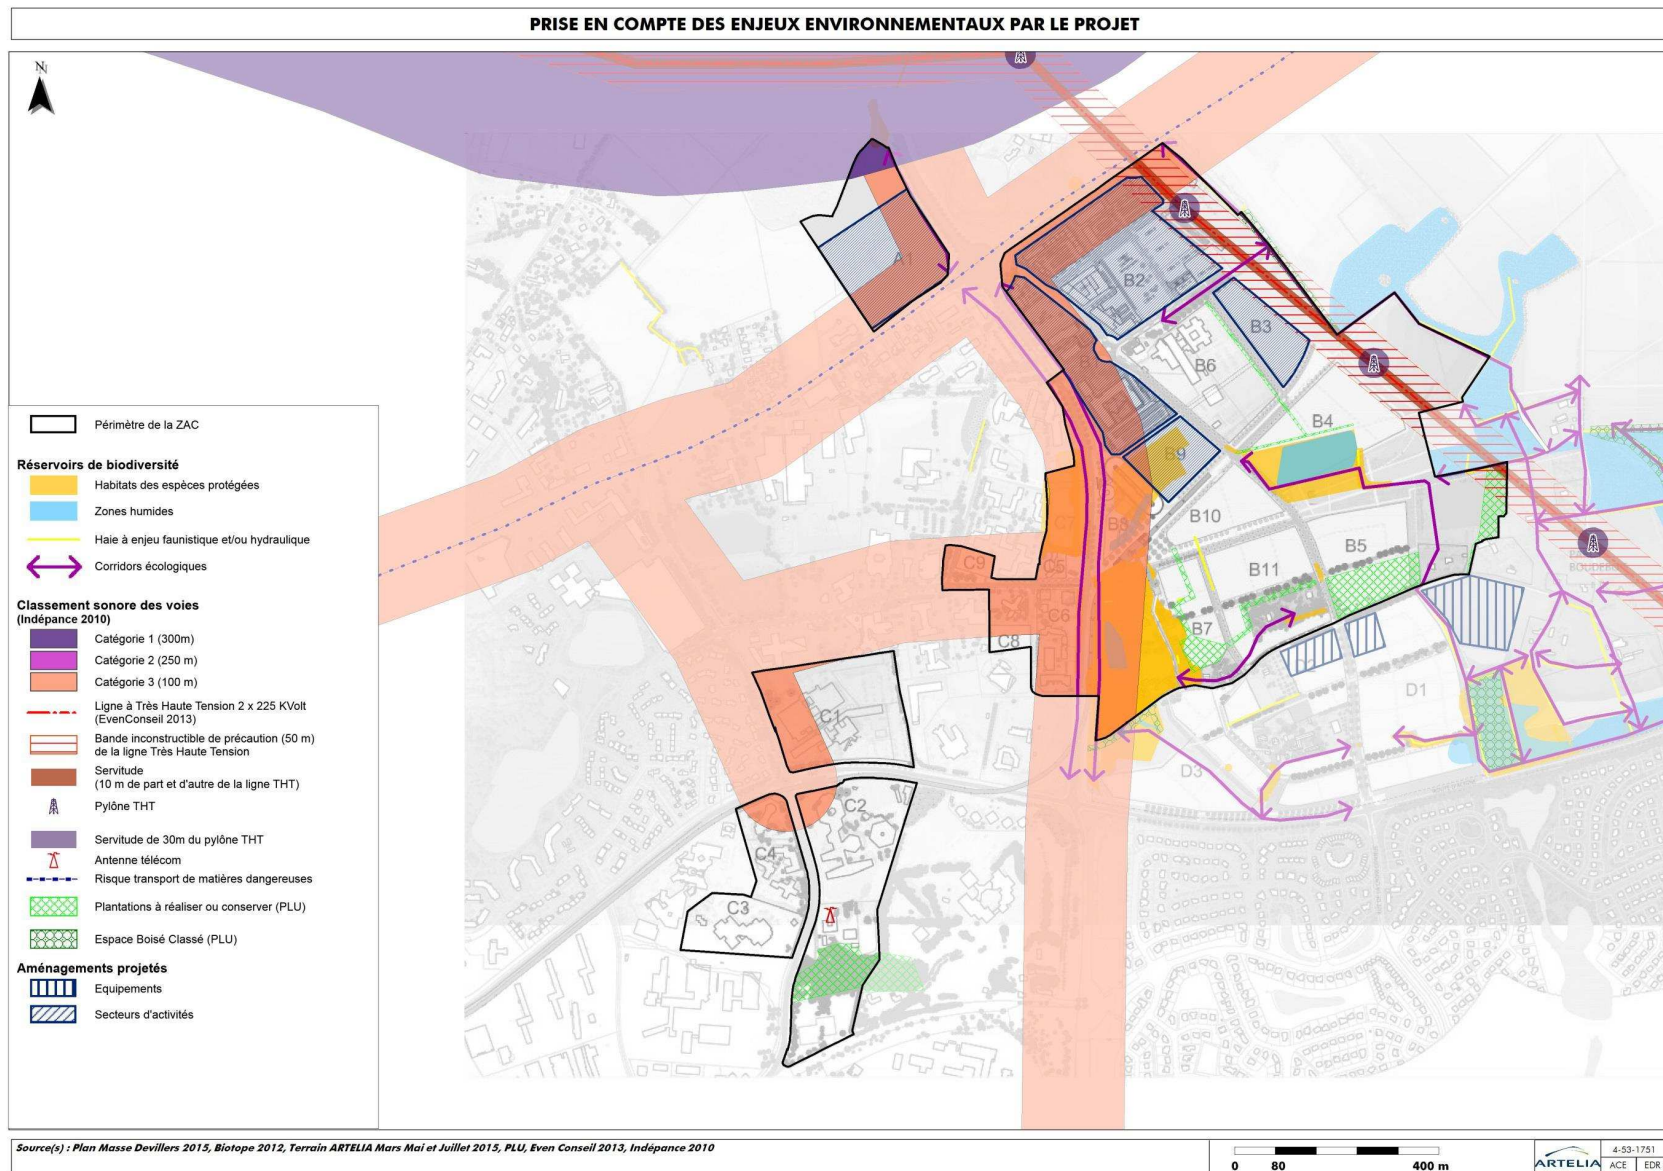 PRISE EN COMPTE DES ENJEUX ENVIRONNEMENTAUX PAR LE PROJET
N
A1
B2
B3
B6
B4
B9
B10
B8
B5
B11
B7
C7
C9
C5
C6
C8
C1
C2
C4
C3
D1
D3
Périmètre de la ZAC
Réservoirs de biodiversité
Habitats des espèces protégées
Zones humides
Haie à enjeu faunistique et/ou hydraulique
Corridors écologiques
Classement sonore des voies
(Indépance 2010)
Catégorie 1 (300m)
Catégorie 2 (250 m)
Catégorie 3 (100 m)
Ligne à Très Haute Tension 2 x 225 KVolt
(EvenConseil 2013)
Bande inconstructible de précaution (50 m)
de la ligne Très Haute Tension
Servitude
(10 m de part et d'autre de la ligne THT)
Pylône THT
Servitude de 30m du pylône THT
Antenne télécom
Risque transport de matières dangereuses
Plantations à réaliser ou conserver (PLU)
Espace Boisé Classé (PLU)
Aménagements projetés
Equipements
Secteurs d'activités
Source(s) : Plan Masse Devillers 2015, Biotope 2012, Terrain ARTELIA Mars Mai et Juillet 2015, PLU, Even Conseil 2013, Indépance 2010
0 80 400 m
ARTELIA
4-53-1751
ACE EDR